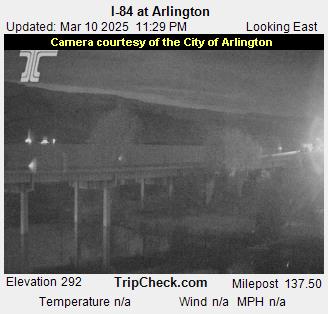 I-84 at Arlington
Updated: Mar 10 2025 11:29 PM Looking East
Camera courtesy of the City of Arlington
Elevation 292 TripCheck.com Milepost 137.50
Temperature n/a Wind n/a MPH n/a